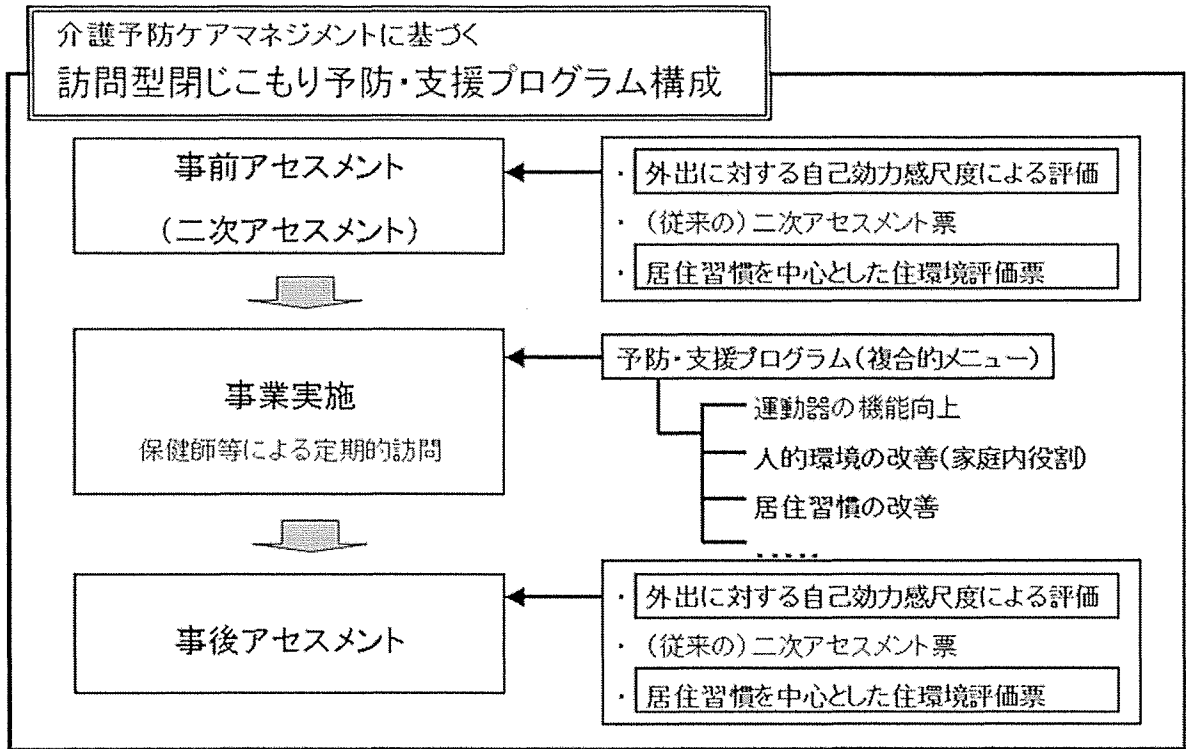 介護予防ケアマネジメントに基づく
訪問型閉じこもり予防・支援プログラム構成
事前アセスメント
(二次アセスメント)
・ 外出に対する自己効力感尺度による評価
・ (従来の)二次アセスメント票
・ 居住習慣を中心とした住環境評価票
事業実施
保健師等による定期的訪問
予防・支援プログラム(複合的メニュー)
運動器の機能向上
人的環境の改善(家庭内役割)
居住習慣の改善
・・・・・
事後アセスメント
・ 外出に対する自己効力感尺度による評価
・ (従来の)二次アセスメント票
・ 居住習慣を中心とした住環境評価票